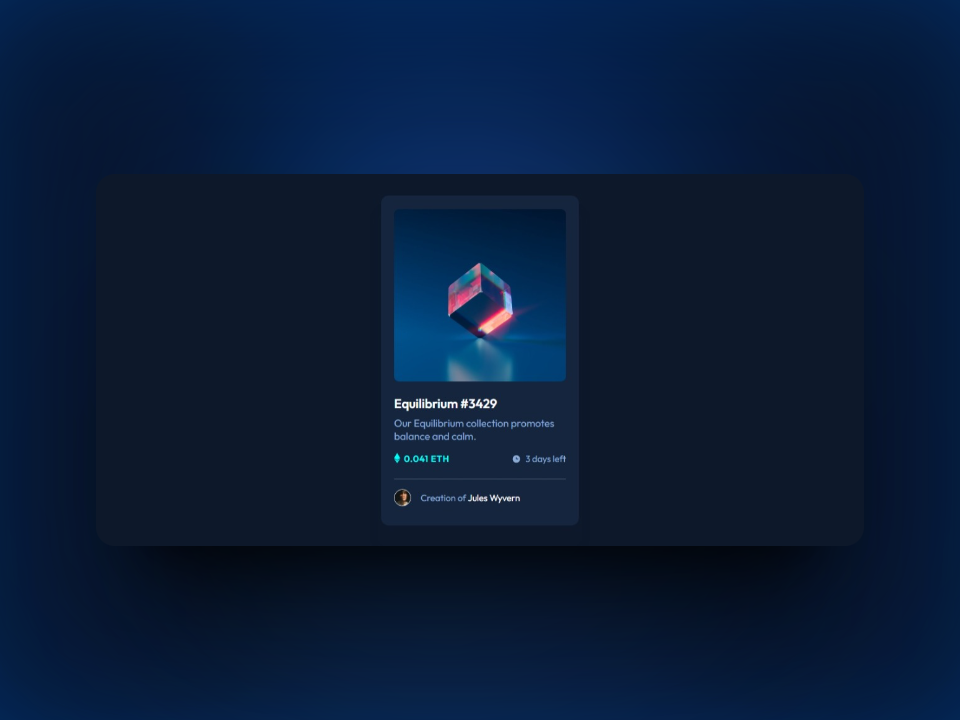 Equilibrium #3429
Our Equilibrium collection promotes
balance and calm.
0.041 ETH
3 days left
Creation of Jules Wyvern